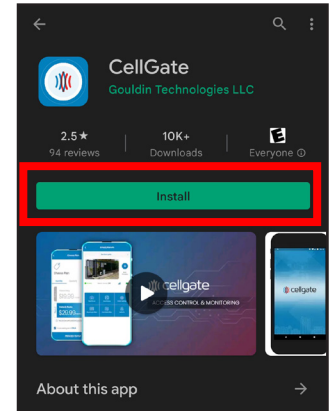 CellGate
Gouldin Technologies LLC
2.5★
94 reviews
10K+
Downloads
E
Everyone
Install
cellgate
ACCESS CONTROL & MONITORING
cellgate
About this app